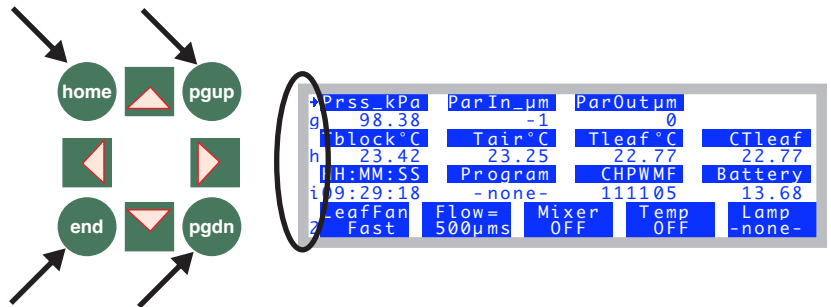 home pgup
end pgdn
→Prss_kPa ParIn_µm ParOutµm
g 98.38 -1 0
Tblock°C Tair°C Tleaf°C CTleaf
h 23.42 23.25 22.77 22.77
HH:MM:SS Program CHPWMF Battery
i 09:29:18 -none- 111105 13.68
LeafFan Flow= Mixer Temp Lamp
2 Fast 500µms OFF OFF -none-